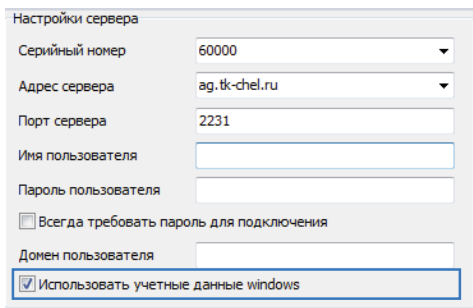 Настройки сервера
Серийный номер 60000
Адрес сервера ag.tk-chel.ru
Порт сервера 2231
Имя пользователя
Пароль пользователя
Всегда требовать пароль для подключения
Домен пользователя
Использовать учетные данные windows